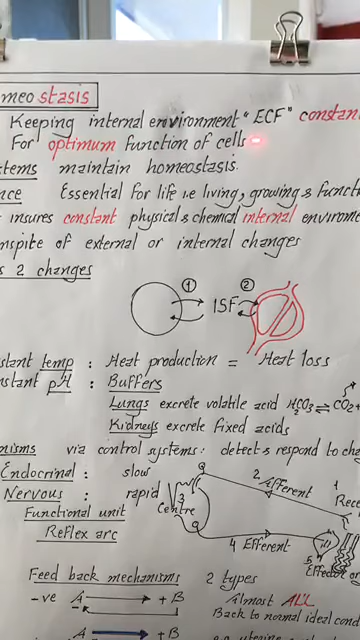 meostasis
Keeping internal environment "ECF" constan
For optimum function of cells
stems maintain homeostasis.
nce Essential for life i.e living, growing & functi
insures constant physical & chemical internal environme
nspite of external or internal changes
s 2 changes
① ②
ISF
stant temp : Heat production = Heat loss
nstant pH : Buffers
Lungs excrete volatile acid H2CO3 ⇌ CO2 +
Kidneys excrete fixed acids
nisms via control systems : detect & respond to cha
Endocrinal : slow
Nervous : rapid
Functional unit
Reflex arc
3
Centre
2 Afferent
1
Rece
4 Efferent
5
Effector or
Feed back mechanisms 2 types
-ve A → + B Almost ALL
Back to normal ideal cond
A → + B